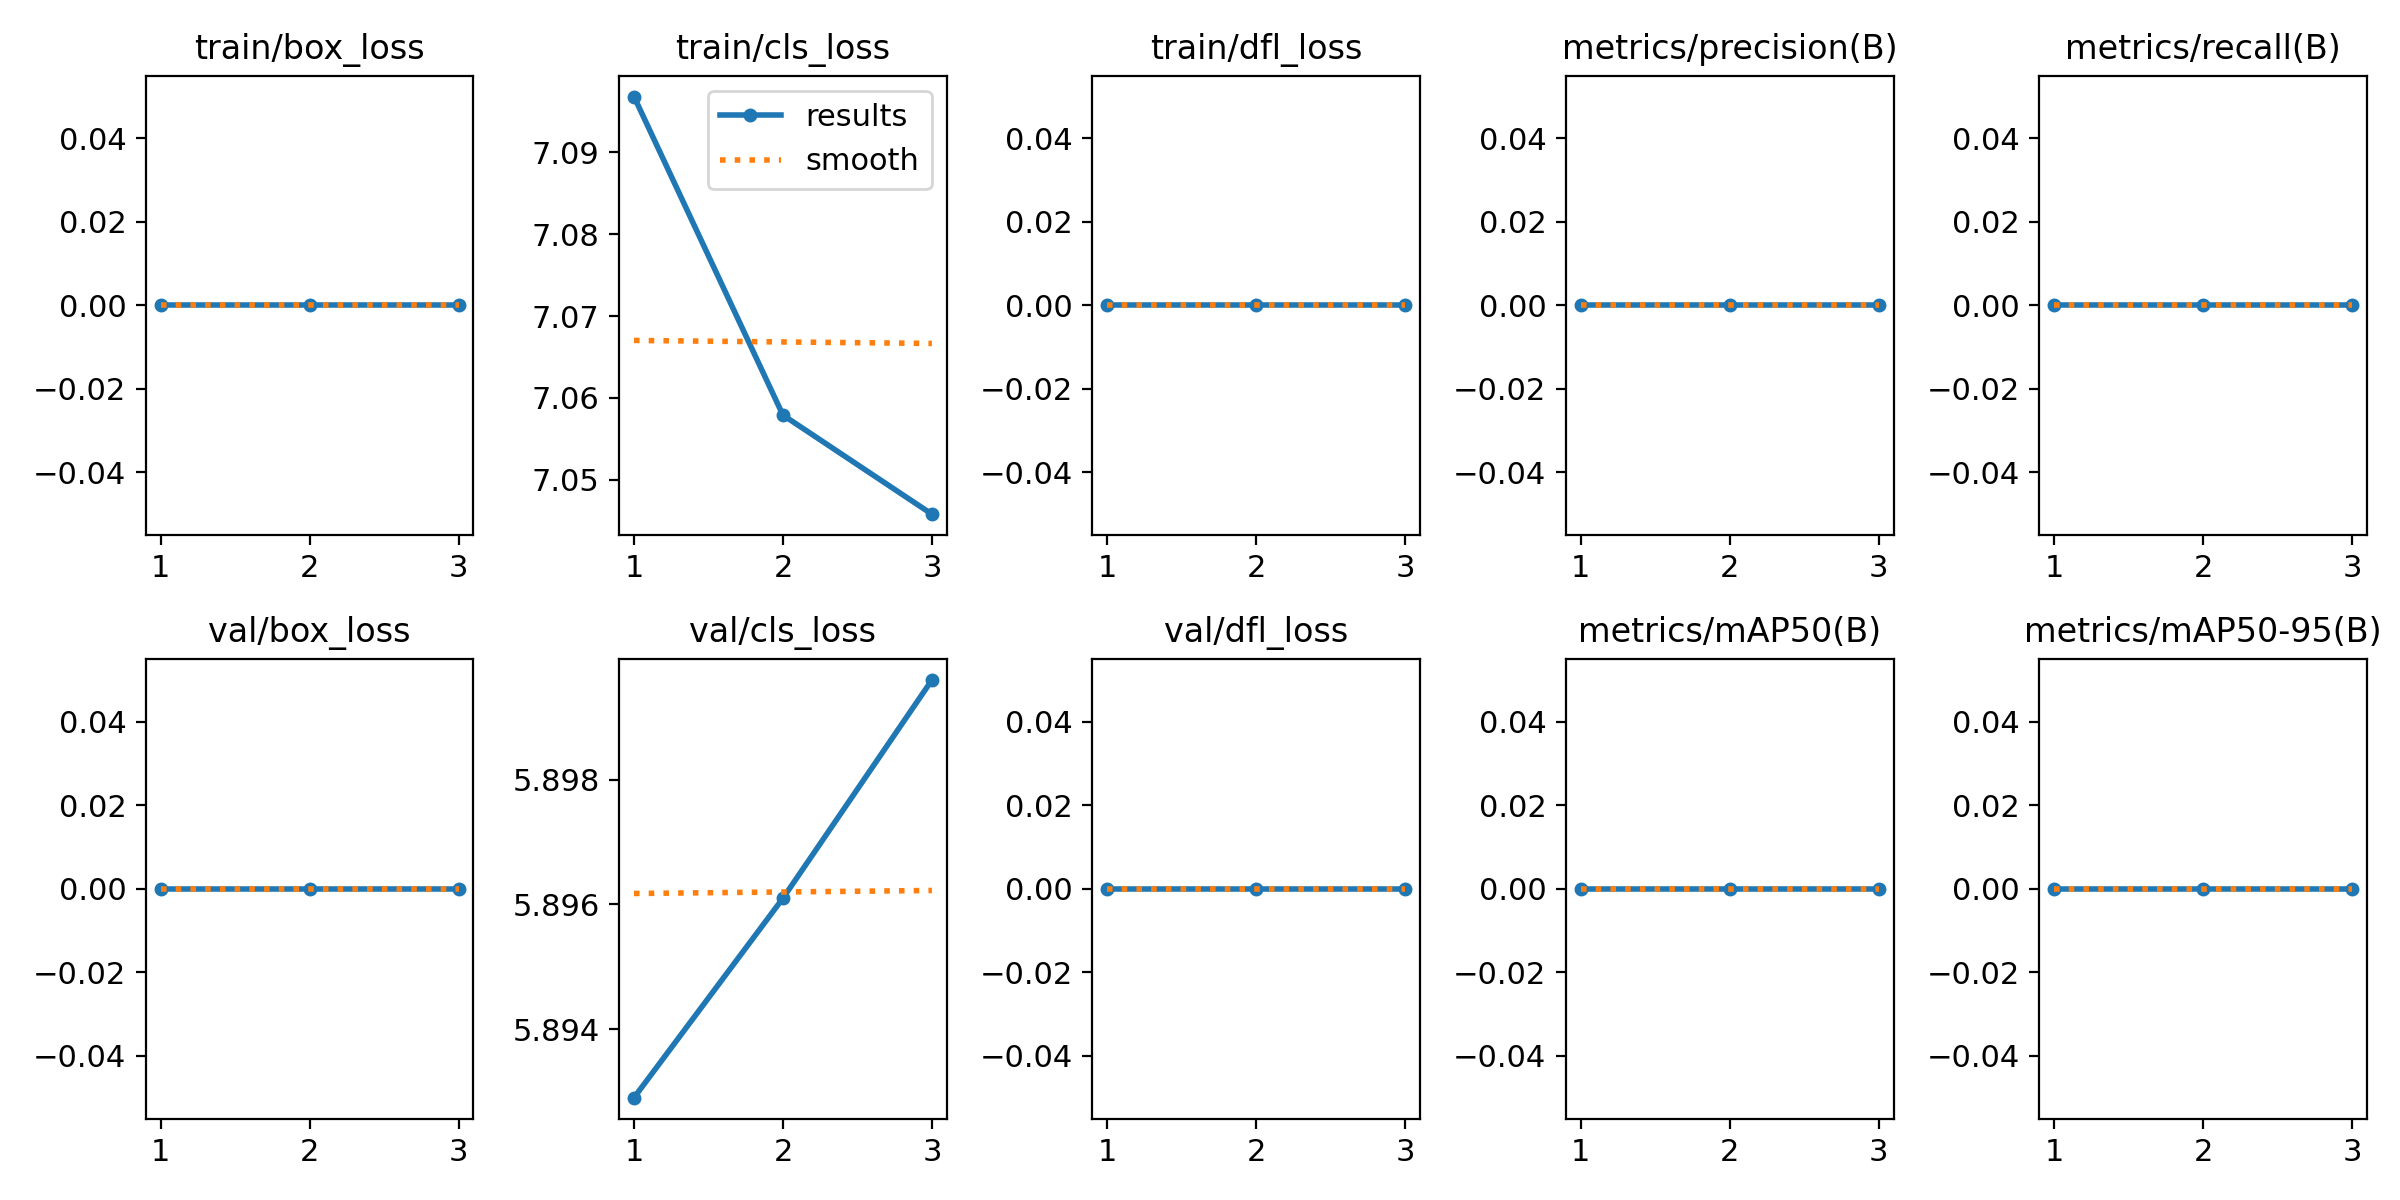 train/box_loss train/cls_loss train/dfl_loss metrics/precision(B) metrics/recall(B)
results
smooth
0.04 7.09 0.04 0.04 0.04
0.02 7.08 0.02 0.02 0.02
0.00 7.07 0.00 0.00 0.00
−0.02 7.06 −0.02 −0.02 −0.02
−0.04 7.05 −0.04 −0.04 −0.04
1 2 3 1 2 3 1 2 3 1 2 3 1 2 3
val/box_loss val/cls_loss val/dfl_loss metrics/mAP50(B) metrics/mAP50-95(B)
0.04 0.04 0.04 0.04
0.02 5.898 0.02 0.02 0.02
0.00 5.896 0.00 0.00 0.00
−0.02 5.894 −0.02 −0.02 −0.02
−0.04 −0.04 −0.04 −0.04
1 2 3 1 2 3 1 2 3 1 2 3 1 2 3